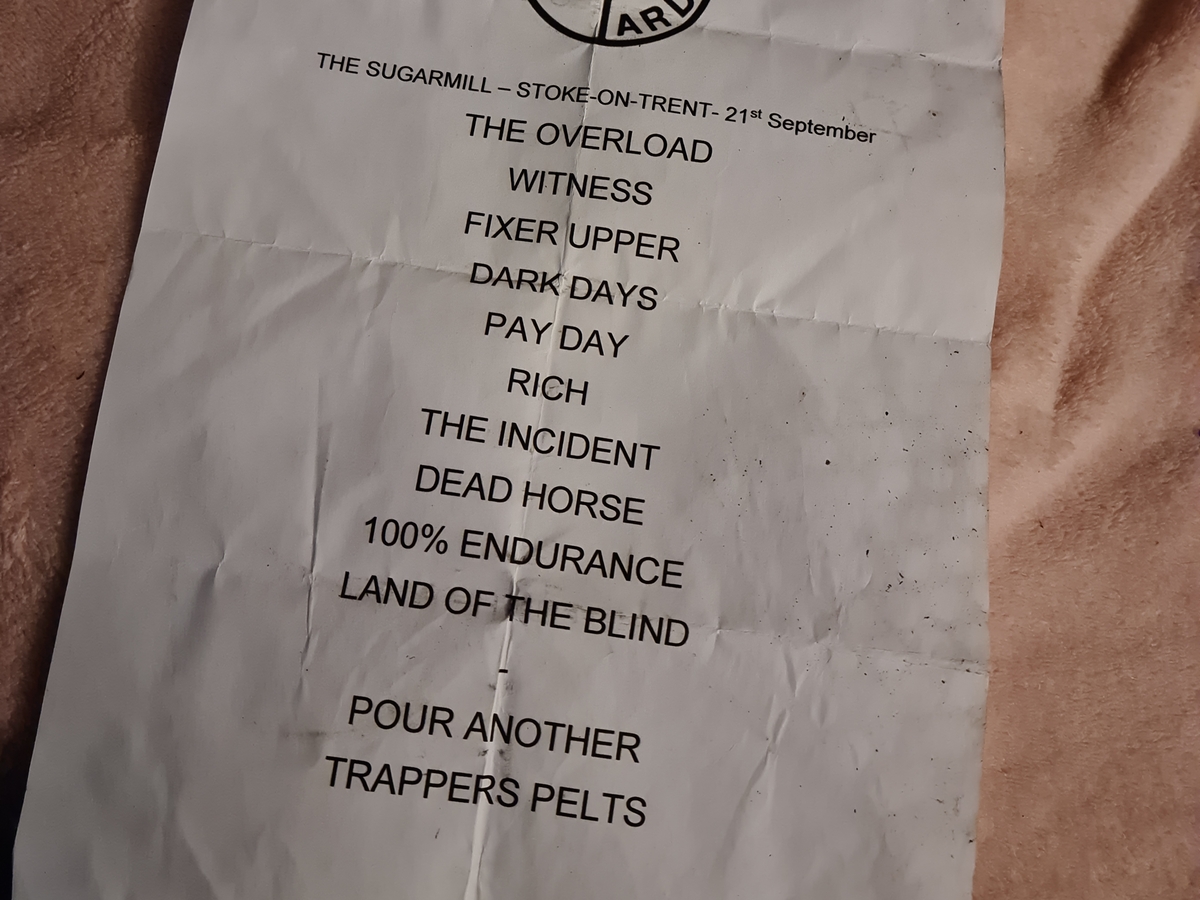 ARD
THE SUGARMILL – STOKE-ON-TRENT- 21st September
THE OVERLOAD
WITNESS
FIXER UPPER
DARK DAYS
PAY DAY
RICH
THE INCIDENT
DEAD HORSE
100% ENDURANCE
LAND OF THE BLIND
-
POUR ANOTHER
TRAPPERS PELTS